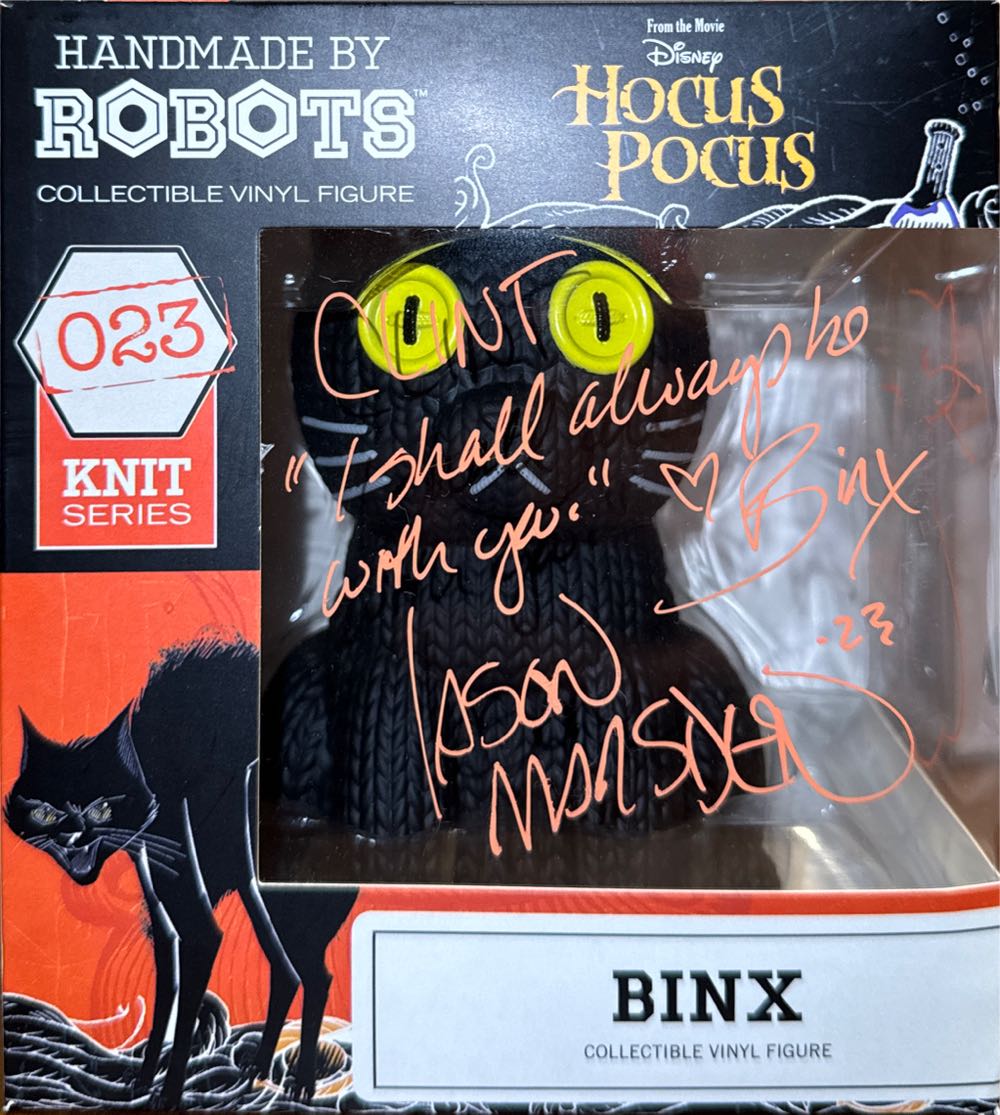 HANDMADE BY
ROBOTS™
COLLECTIBLE VINYL FIGURE
From the Movie
Disney
HOCUS
POCUS
023
KNIT
SERIES
CLINT
"I shall always be
with you."
♡ Binx
-23
JASON
MARSDEN
BINX
COLLECTIBLE VINYL FIGURE